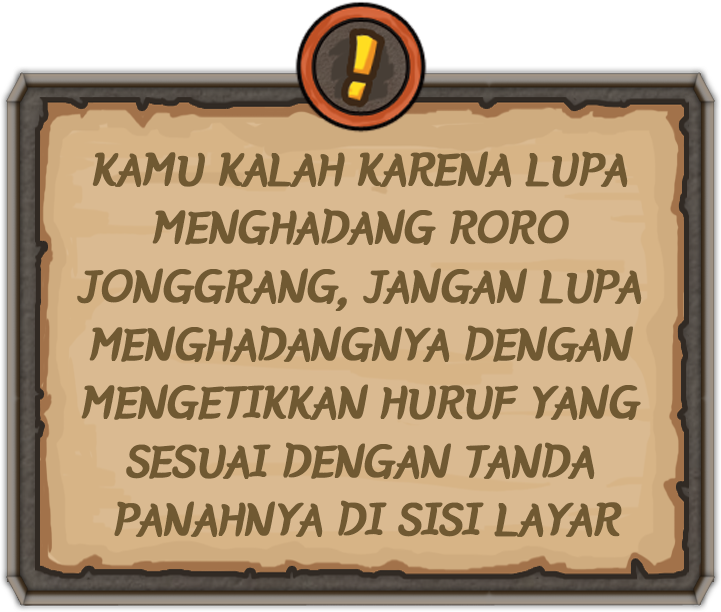 KAMU KALAH KARENA LUPA
MENGHADANG RORO
JONGGRANG, JANGAN LUPA
MENGHADANGNYA DENGAN
MENGETIKKAN HURUF YANG
SESUAI DENGAN TANDA
PANAHNYA DI SISI LAYAR